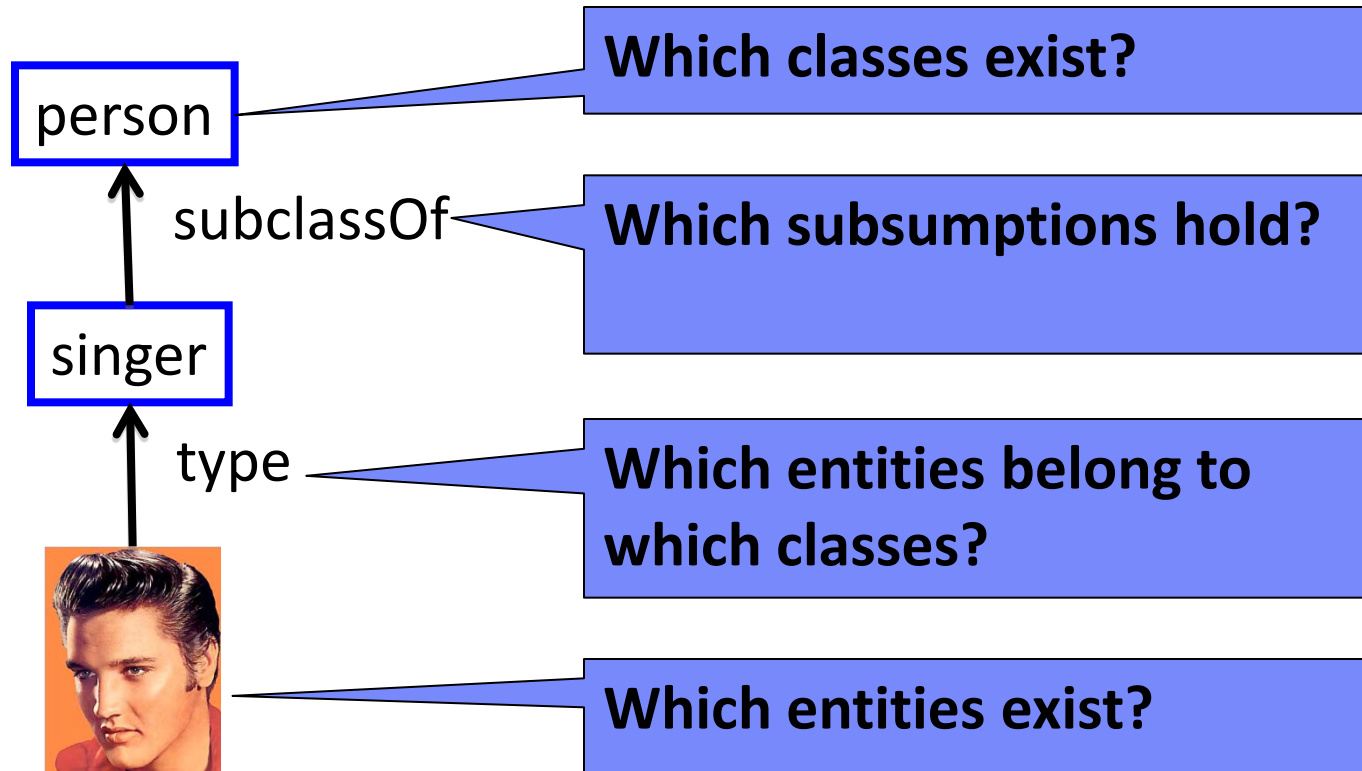 Which classes exist?
person
subclassOf
Which subsumptions hold?
singer
type
Which entities belong to
which classes?
Which entities exist?